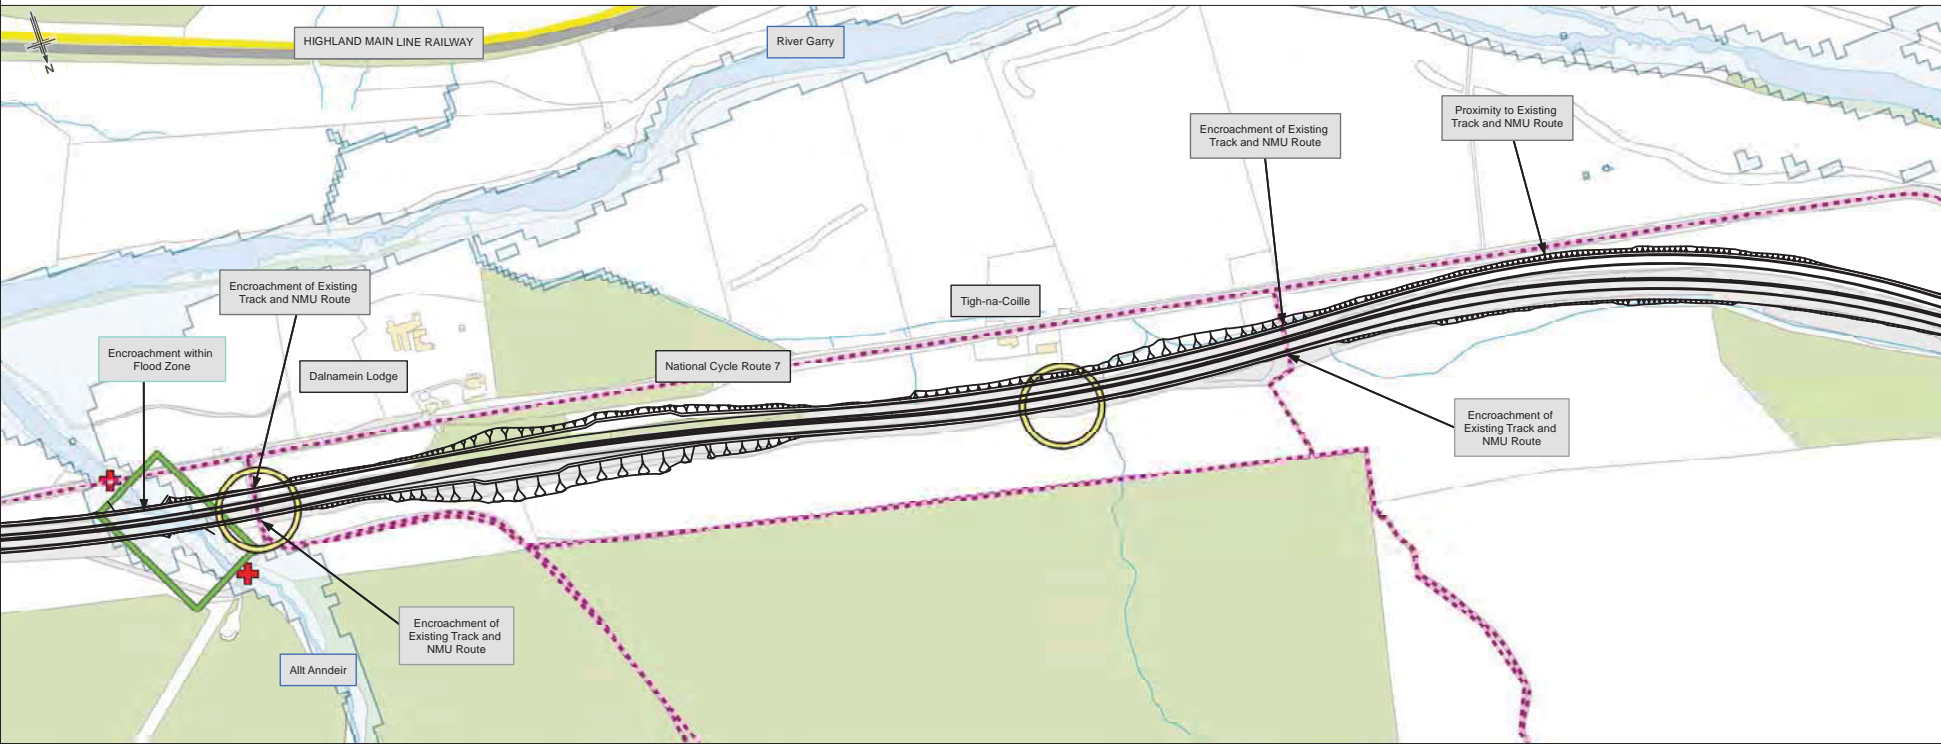 N
HIGHLAND MAIN LINE RAILWAY
River Garry
Encroachment of Existing
Track and NMU Route
Proximity to Existing
Track and NMU Route
Encroachment of Existing
Track and NMU Route
Tigh-na-Coille
Encroachment within
Flood Zone
Dalnamein Lodge
National Cycle Route 7
Encroachment of
Existing Track and
NMU Route
Encroachment of
Existing Track and
NMU Route
Allt Anndeir